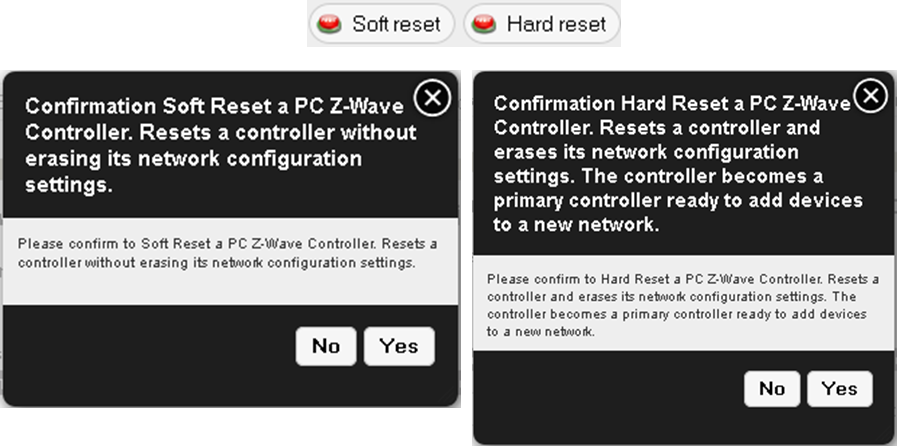 Soft reset
Hard reset
Confirmation Soft Reset a PC Z-Wave
Controller. Resets a controller without
erasing its network configuration
settings.
Please confirm to Soft Reset a PC Z-Wave Controller. Resets a
controller without erasing its network configuration settings.
No
Yes
Confirmation Hard Reset a PC Z-Wave
Controller. Resets a controller and
erases its network configuration
settings. The controller becomes a
primary controller ready to add devices
to a new network.
Please confirm to Hard Reset a PC Z-Wave Controller. Resets a
controller and erases its network configuration settings. The
controller becomes a primary controller ready to add devices
to a new network.
No
Yes